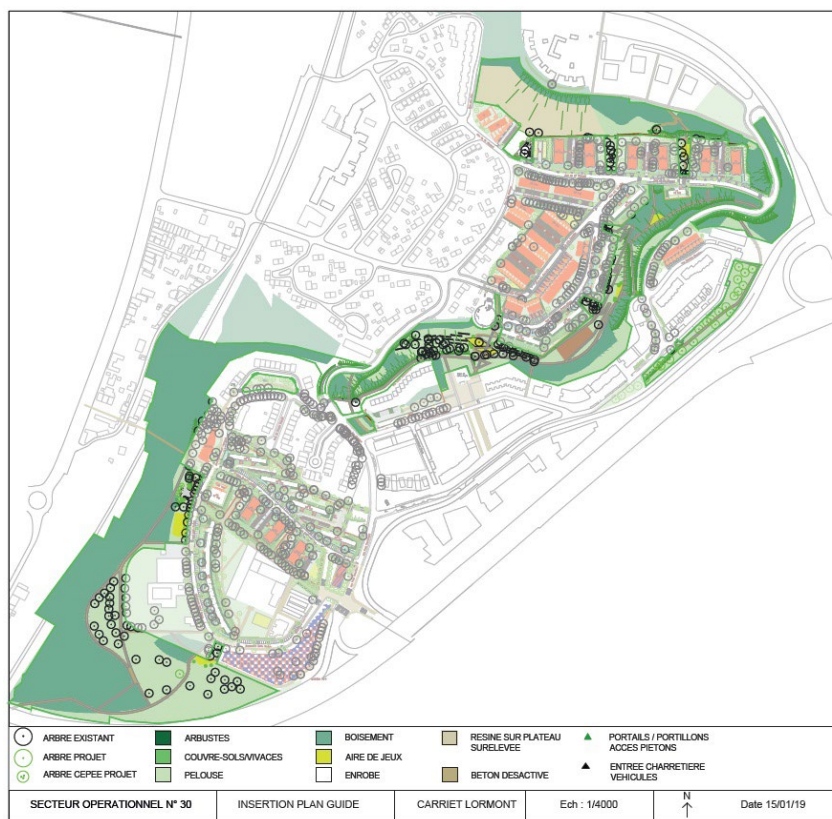 ARBRE EXISTANT
ARBRE PROJET
ARBRE CEPEE PROJET
ARBUSTES
COUVRE-SOLS/VIVACES
PELOUSE
BOISEMENT
AIRE DE JEUX
ENROBE
RESINE SUR PLATEAU
SURELEVEE
BETON DESACTIVE
PORTAILS / PORTILLONS
ACCES PIETONS
ENTREE CHARRETIERE
VEHICULES
SECTEUR OPERATIONNEL N° 30
INSERTION PLAN GUIDE
CARRIET LORMONT
Ech : 1/4000
N
Date 15/01/19